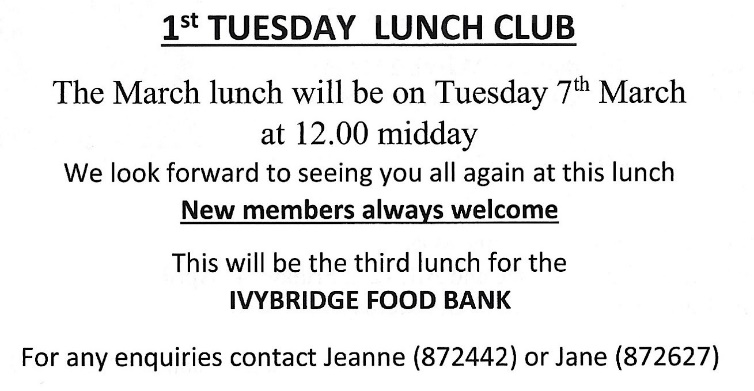 1st TUESDAY LUNCH CLUB
The March lunch will be on Tuesday 7th March
at 12.00 midday
We look forward to seeing you all again at this lunch
New members always welcome
This will be the third lunch for the
IVYBRIDGE FOOD BANK
For any enquiries contact Jeanne (872442) or Jane (872627)